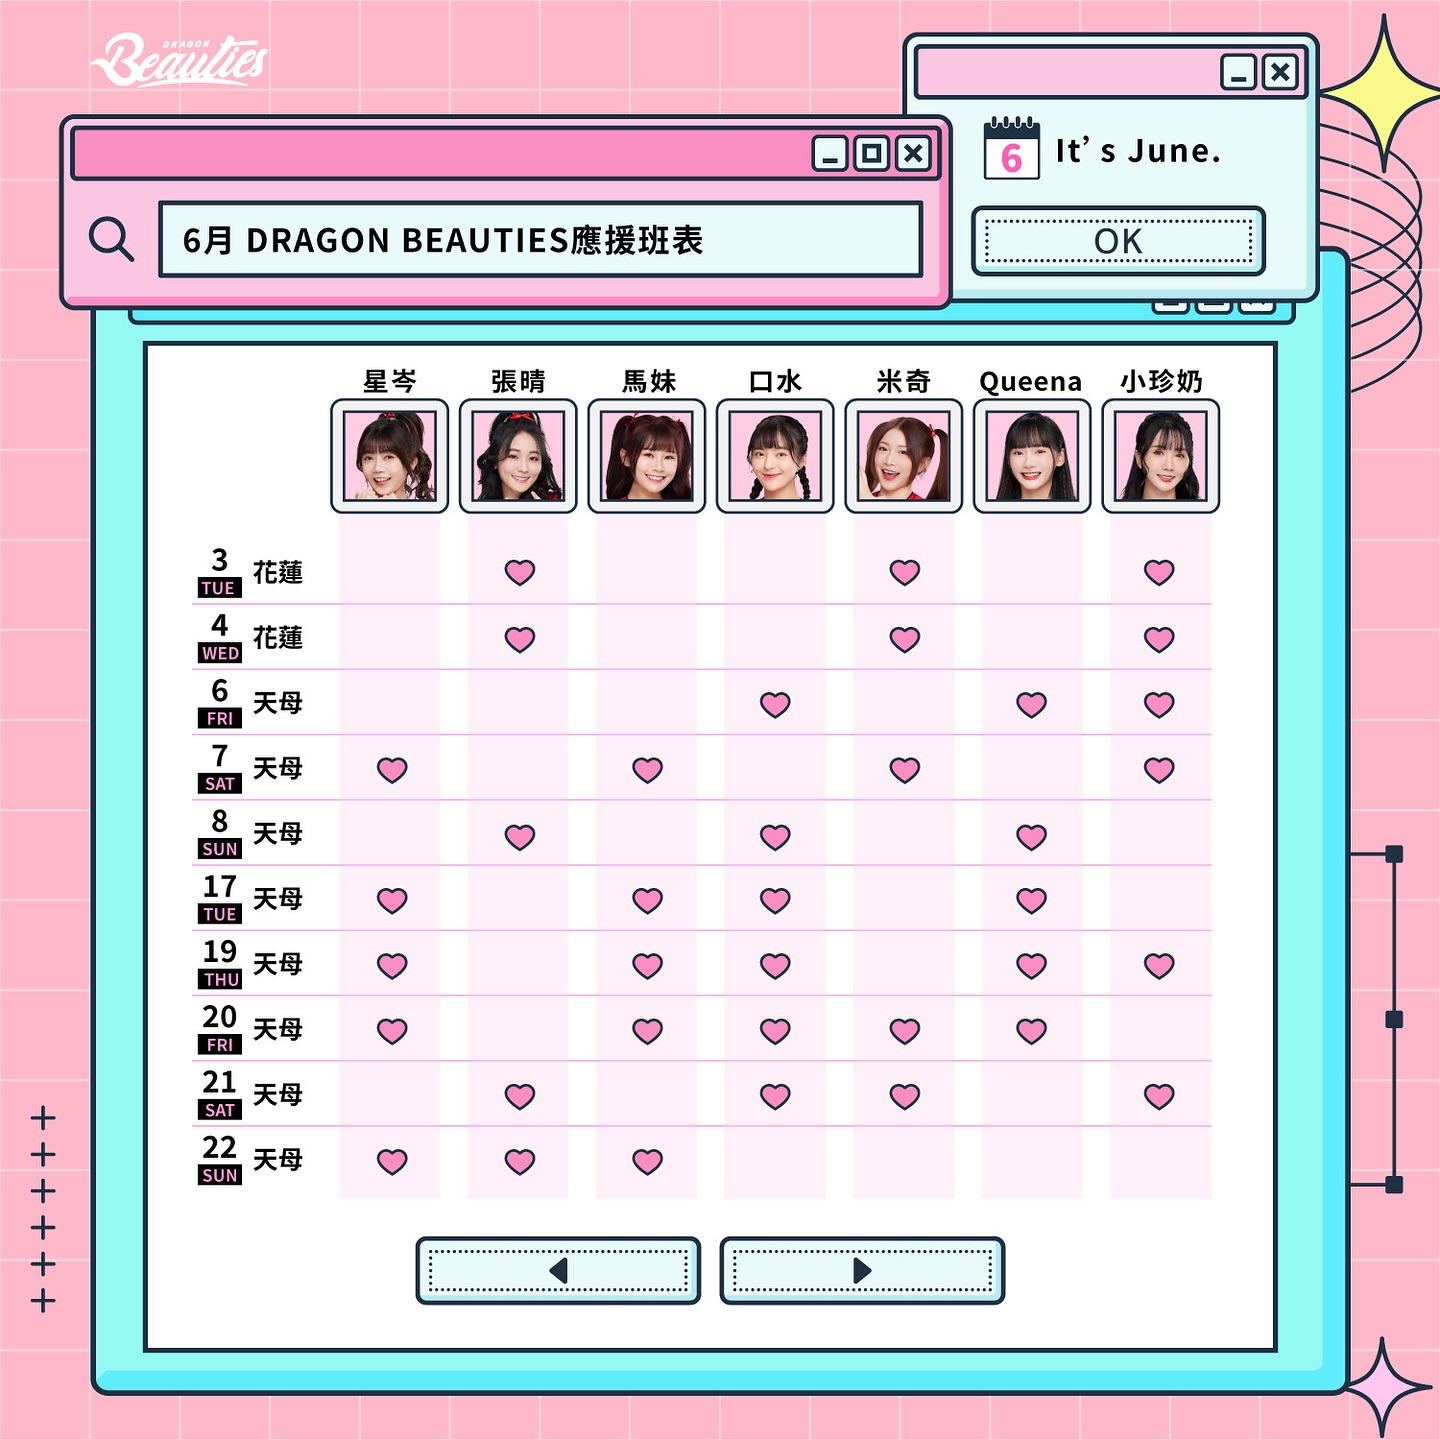 DRAGON
Beauties
It’s June.
6
OK
6月 DRAGON BEAUTIES應援班表
星岑 張晴 馬妹 口水 米奇 Queena 小珍奶
3 TUE 花蓮
4 WED 花蓮
6 FRI 天母
7 SAT 天母
8 SUN 天母
17 TUE 天母
19 THU 天母
20 FRI 天母
21 SAT 天母
22 SUN 天母